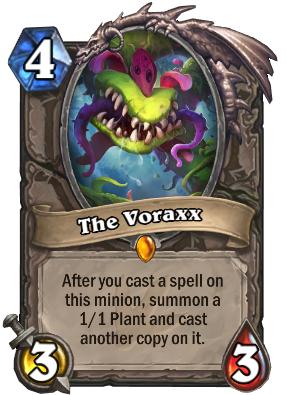 4
The Voraxx
After you cast a spell on
this minion, summon a
1/1 Plant and cast
another copy on it.
3
3